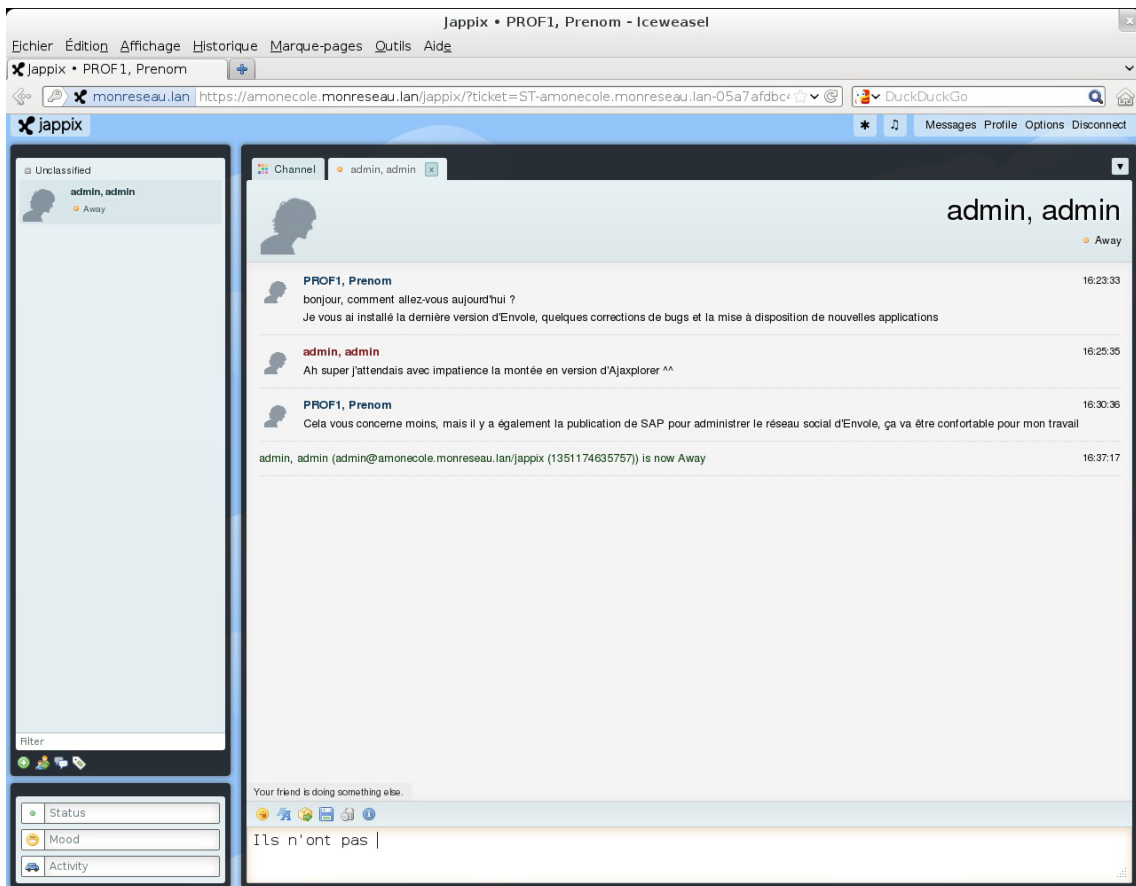 Jappix • PROF1, Prenom - Iceweasel
Fichier Édition Affichage Historique Marque-pages Outils Aide
Jappix • PROF1, Prenom
monreseau.lan https://amonecole.monreseau.lan/jappix/?ticket=ST-amonecole.monreseau.lan-05a7afdbc DuckDuckGo
jappix Messages Profile Options Disconnect
Unclassified
admin, admin
Away
Channel admin, admin
admin, admin
Away
PROF1, Prenom 16:23:33
bonjour, comment allez-vous aujourd'hui ?
Je vous ai installé la dernière version d'Envole, quelques corrections de bugs et la mise à disposition de nouvelles applications
admin, admin 16:25:35
Ah super j'attendais avec impatience la montée en version d'Ajaxplorer ^^
PROF1, Prenom 16:30:36
Cela vous concerne moins, mais il y a également la publication de SAP pour administrer le réseau social d'Envole, ça va être confortable pour mon travail
admin, admin (admin@amonecole.monreseau.lan/jappix (1351174635757)) is now Away 16:37:17
Filter
Your friend is doing something else.
Status
Mood
Activity
Ils n'ont pas